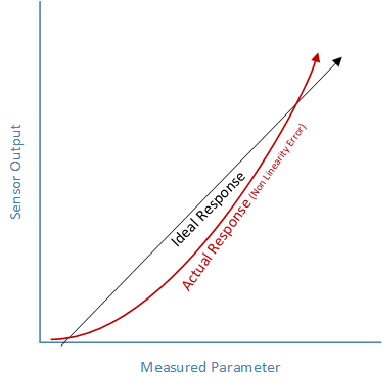 Sensor Output
Ideal Response
Actual Response (Non Linearity Error)
Measured Parameter